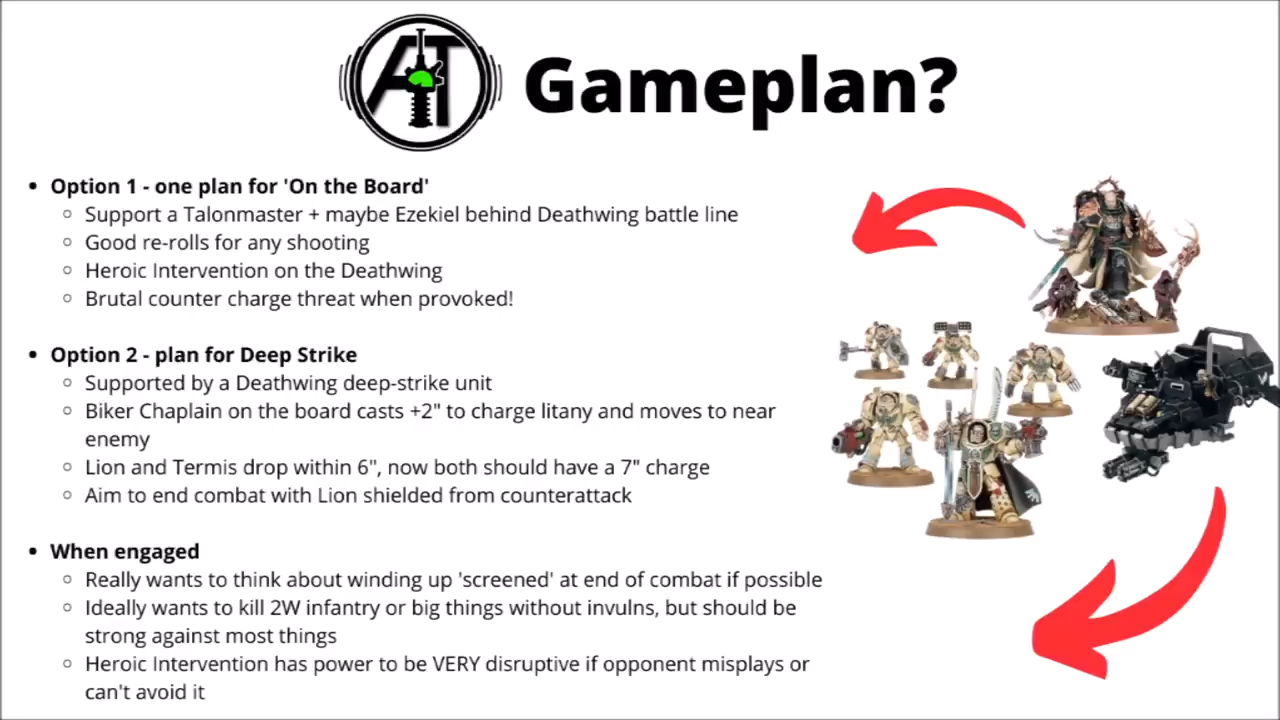 AT
Gameplan?
• Option 1 - one plan for 'On the Board'
○ Support a Talonmaster + maybe Ezekiel behind Deathwing battle line
○ Good re-rolls for any shooting
○ Heroic Intervention on the Deathwing
○ Brutal counter charge threat when provoked!
• Option 2 - plan for Deep Strike
○ Supported by a Deathwing deep-strike unit
○ Biker Chaplain on the board casts +2" to charge litany and moves to near
enemy
○ Lion and Termis drop within 6", now both should have a 7" charge
○ Aim to end combat with Lion shielded from counterattack
• When engaged
○ Really wants to think about winding up 'screened' at end of combat if possible
○ Ideally wants to kill 2W infantry or big things without invulns, but should be
strong against most things
○ Heroic Intervention has power to be VERY disruptive if opponent misplays or
can't avoid it